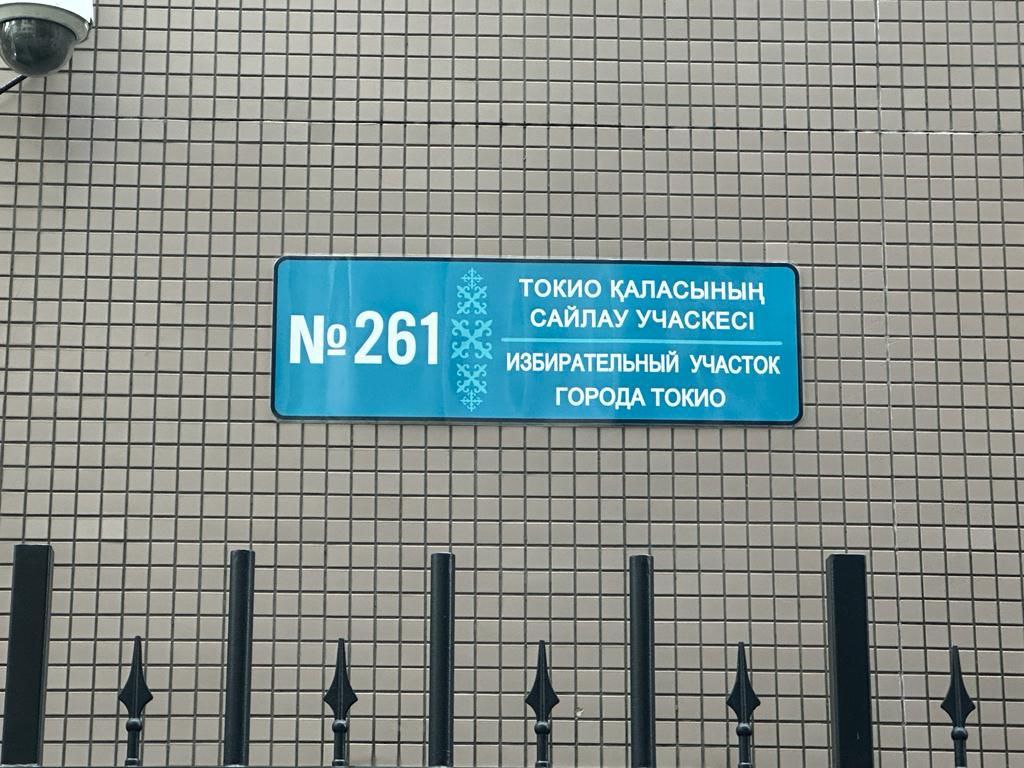 №261
ТОКИО ҚАЛАСЫНЫҢ
САЙЛАУ УЧАСКЕСІ
ИЗБИРАТЕЛЬНЫЙ УЧАСТОК
ГОРОДА ТОКИО